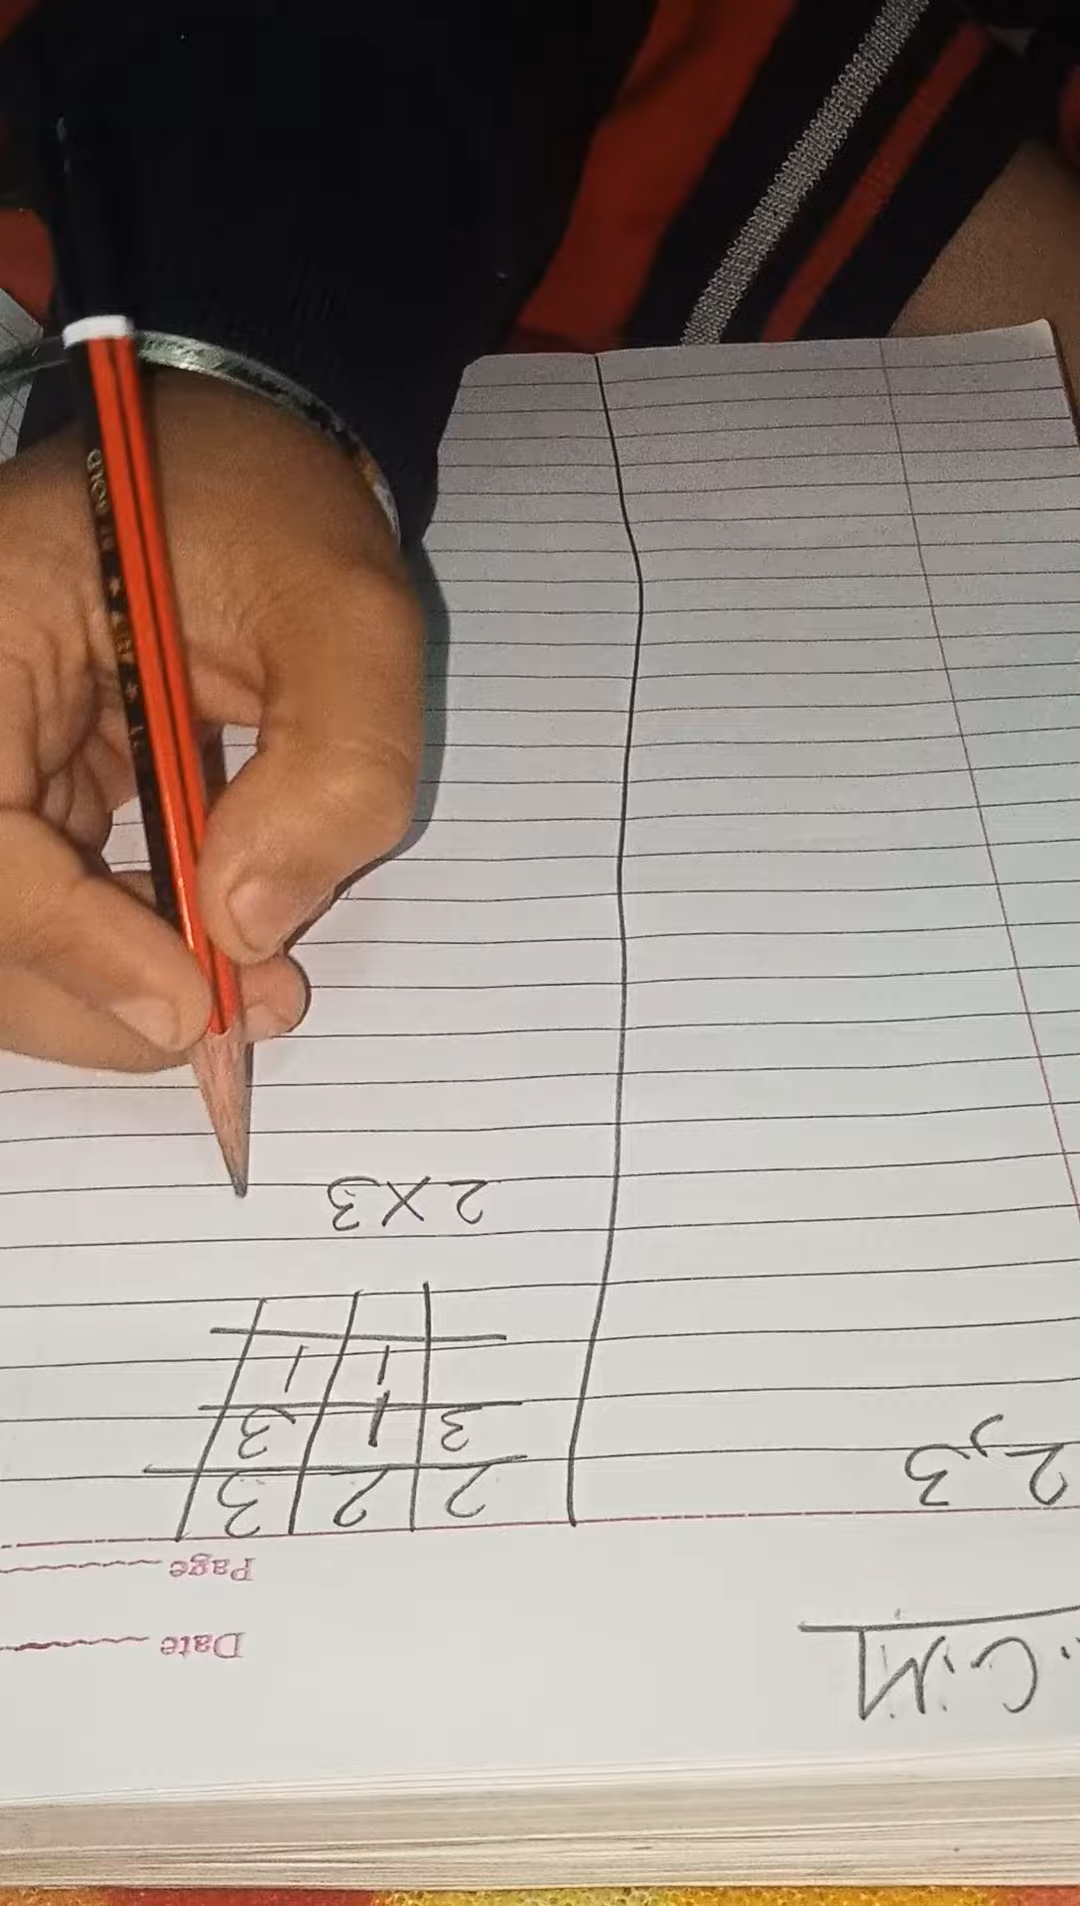 .C.M
Date
Page
2,3
2 | 2 | 3
3 | 1 | 3
| 1 | 1
2 X 3